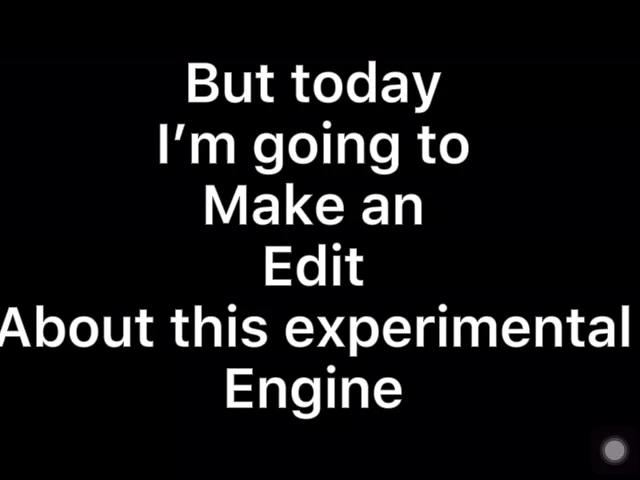 But today
I’m going to
Make an
Edit
About this experimental
Engine